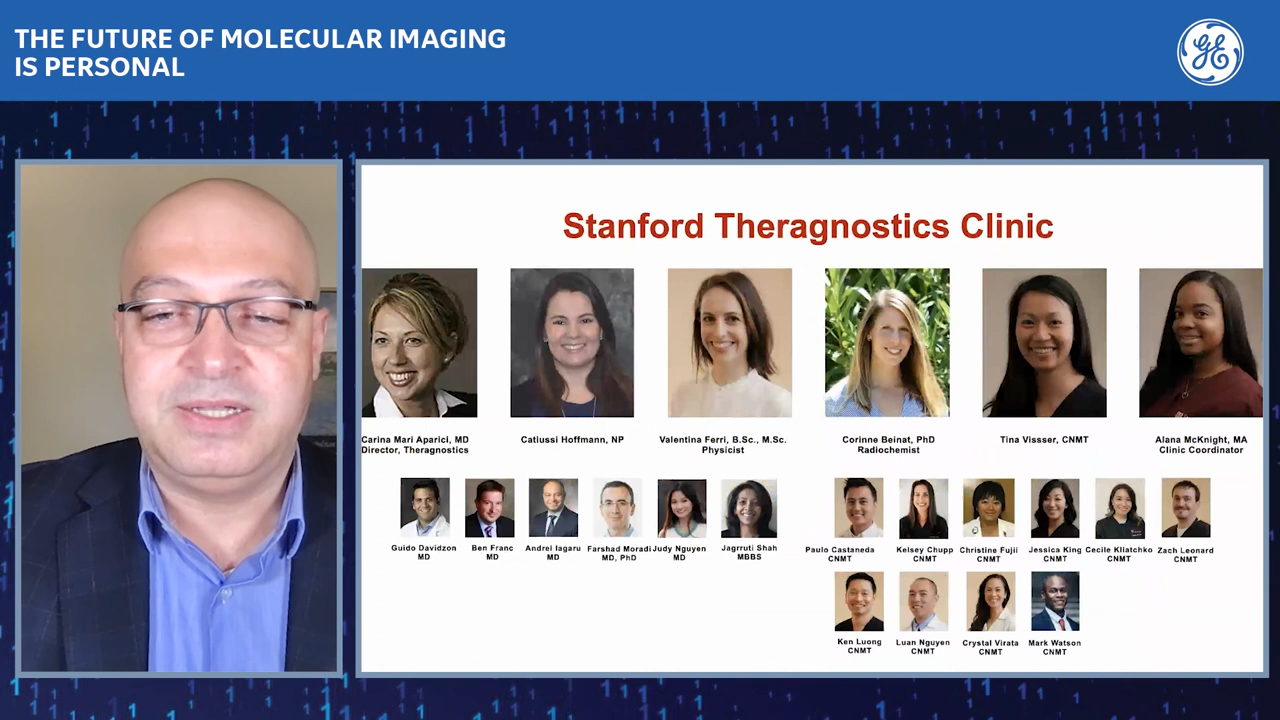 THE FUTURE OF MOLECULAR IMAGING
IS PERSONAL
GE
Stanford Theragnostics Clinic
Carina Mari Aparici, MD
Director, Theragnostics
Catiussi Hoffmann, NP
Valentina Ferri, B.Sc., M.Sc.
Physicist
Corinne Beinat, PhD
Radiochemist
Tina Vissser, CNMT
Alana McKnight, MA
Clinic Coordinator
Guido Davidzon
MD
Ben Franc
MD
Andrei Iagaru
MD
Farshad Moradi
MD, PhD
Judy Nguyen
MD
Jagrruti Shah
MBBS
Paulo Castaneda
CNMT
Kelsey Chupp
CNMT
Christine Fujii
CNMT
Jessica King
CNMT
Cecile Kliatchko
CNMT
Zach Leonard
CNMT
Ken Luong
CNMT
Luan Nguyen
CNMT
Crystal Virata
CNMT
Mark Watson
CNMT